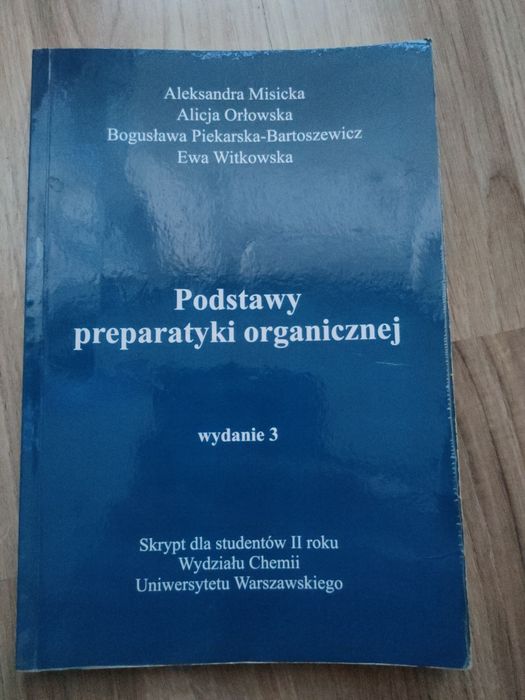 Aleksandra Misicka
Alicja Orłowska
Bogusława Piekarska-Bartoszewicz
Ewa Witkowska
Podstawy
preparatyki organicznej
wydanie 3
Skrypt dla studentów II roku
Wydziału Chemii
Uniwersytetu Warszawskiego